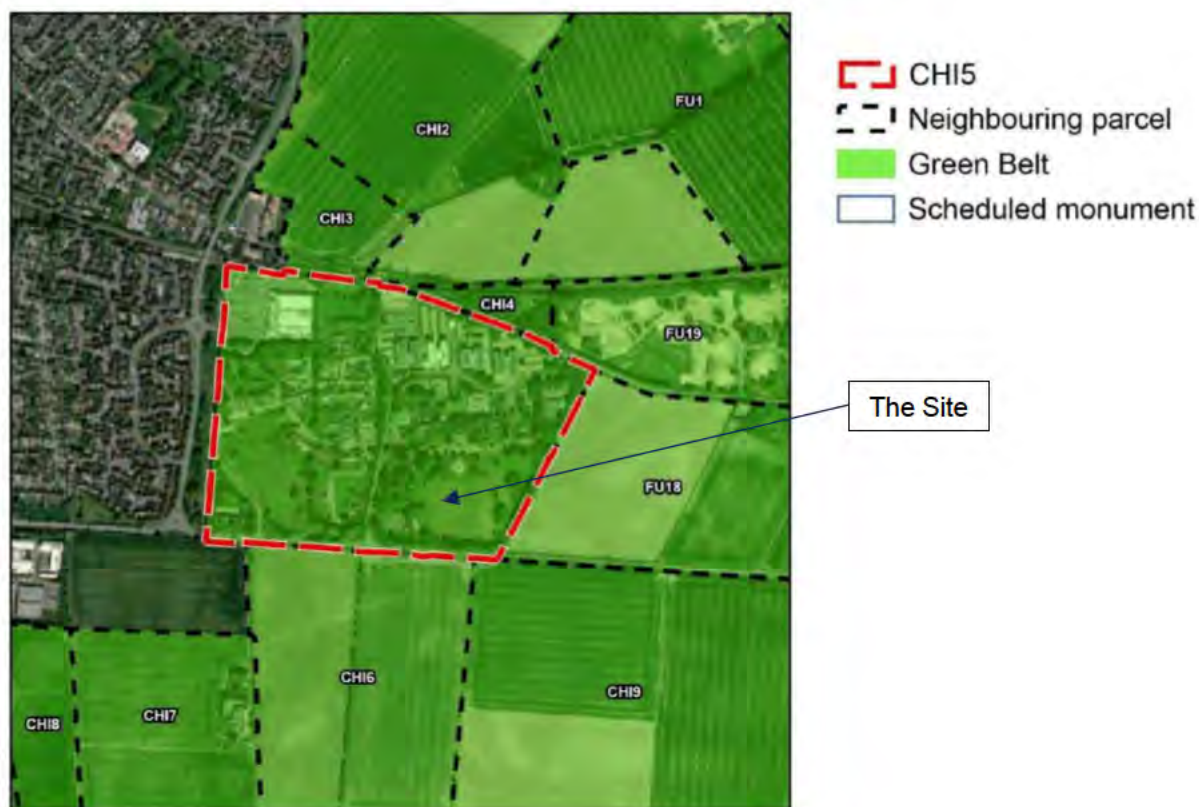 FU1
CHI2
CHI3
CHI4
FU19
FU18
CHI6
CHI9
CHI7
CHI8
CHI5
Neighbouring parcel
Green Belt
Scheduled monument
The Site